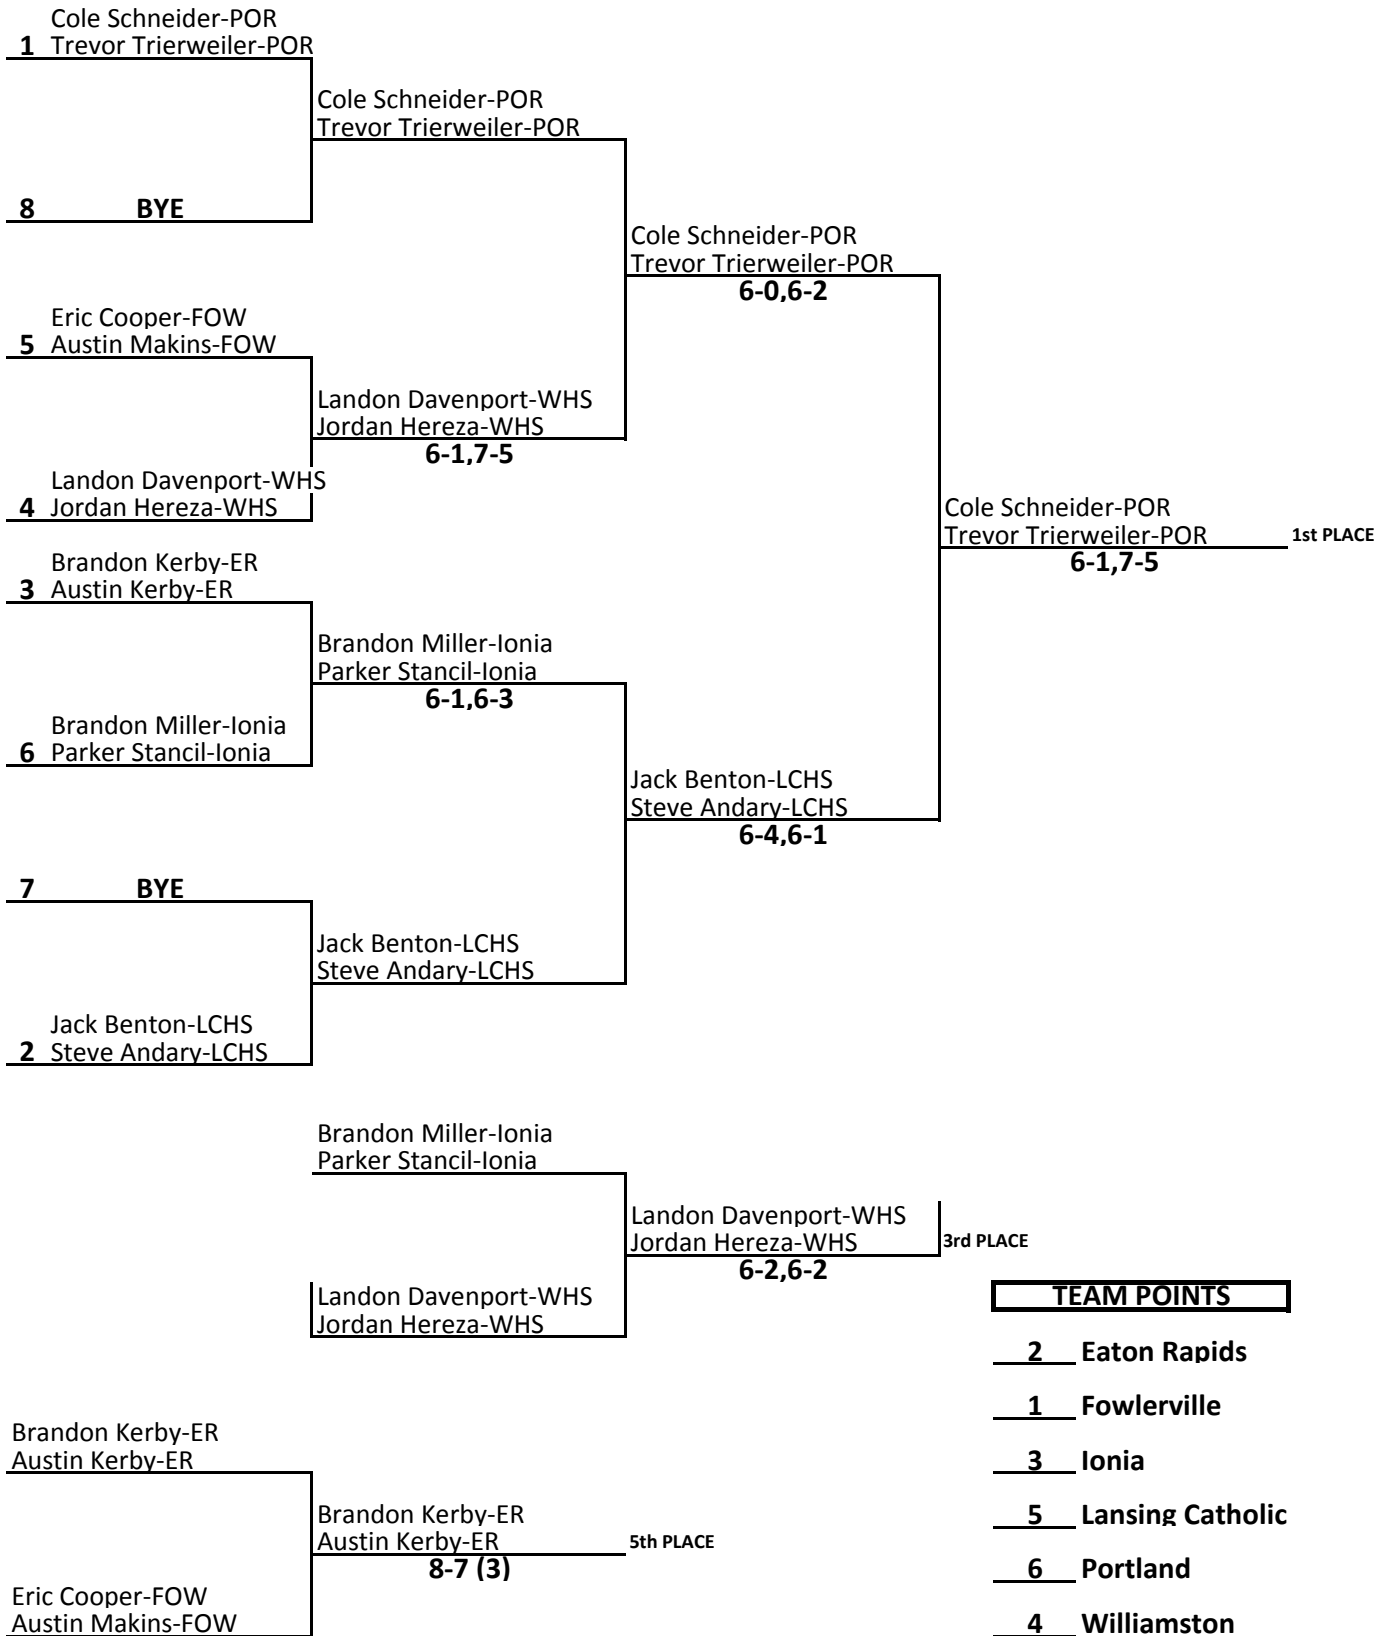 Cole Schneider-POR
1 Trevor Trierweiler-POR
Cole Schneider-POR
Trevor Trierweiler-POR
8 BYE
Cole Schneider-POR
Trevor Trierweiler-POR
6-0,6-2
Eric Cooper-FOW
5 Austin Makins-FOW
Landon Davenport-WHS
Jordan Hereza-WHS
6-1,7-5
Landon Davenport-WHS
4 Jordan Hereza-WHS
Cole Schneider-POR
Trevor Trierweiler-POR 1st PLACE
6-1,7-5
Brandon Kerby-ER
3 Austin Kerby-ER
Brandon Miller-Ionia
Parker Stancil-Ionia
6-1,6-3
Brandon Miller-Ionia
6 Parker Stancil-Ionia
Jack Benton-LCHS
Steve Andary-LCHS
6-4,6-1
7 BYE
Jack Benton-LCHS
Steve Andary-LCHS
Jack Benton-LCHS
2 Steve Andary-LCHS
Brandon Miller-Ionia
Parker Stancil-Ionia
Landon Davenport-WHS
Jordan Hereza-WHS 3rd PLACE
6-2,6-2
Landon Davenport-WHS
Jordan Hereza-WHS
TEAM POINTS
2 Eaton Rapids
1 Fowlerville
3 Ionia
5 Lansing Catholic
6 Portland
4 Williamston
Brandon Kerby-ER
Austin Kerby-ER
Brandon Kerby-ER
Austin Kerby-ER 5th PLACE
8-7 (3)
Eric Cooper-FOW
Austin Makins-FOW